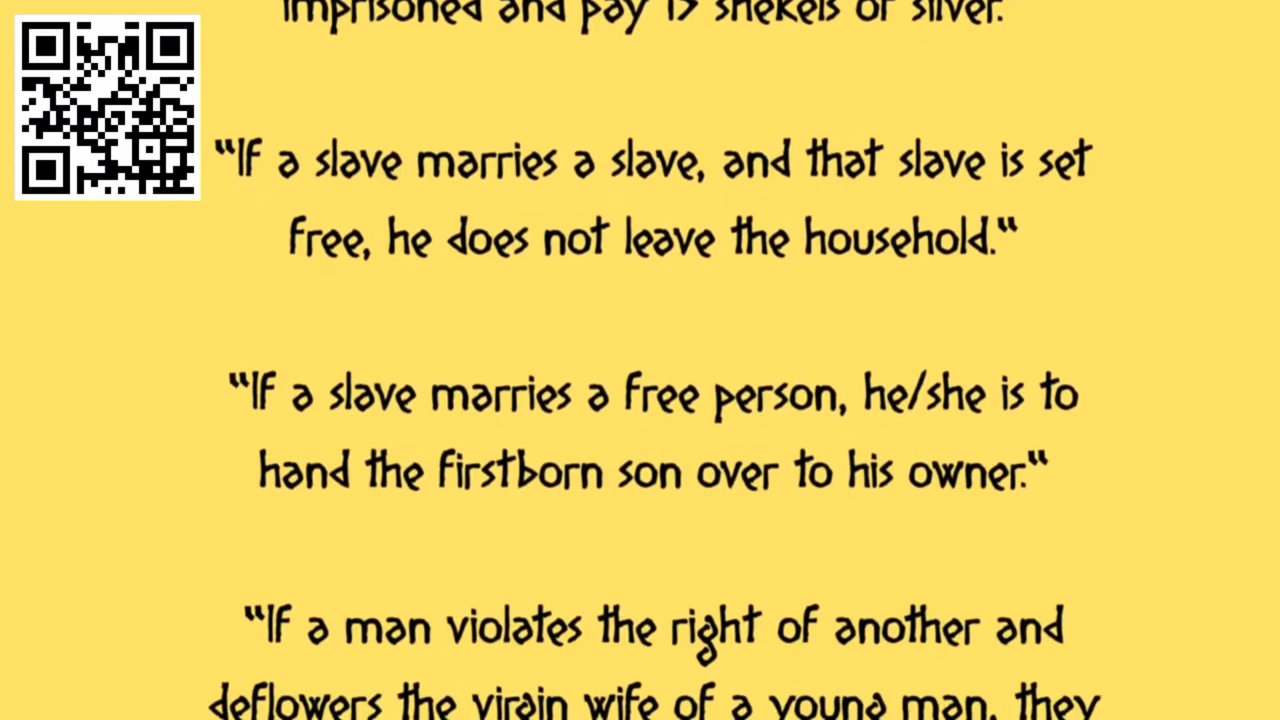 imprisoned and pay 15 shekels of silver."
"If a slave marries a slave, and that slave is set
free, he does not leave the household."
"If a slave marries a free person, he/she is to
hand the firstborn son over to his owner."
"If a man violates the right of another and
deflowers the virgin wife of a young man, they